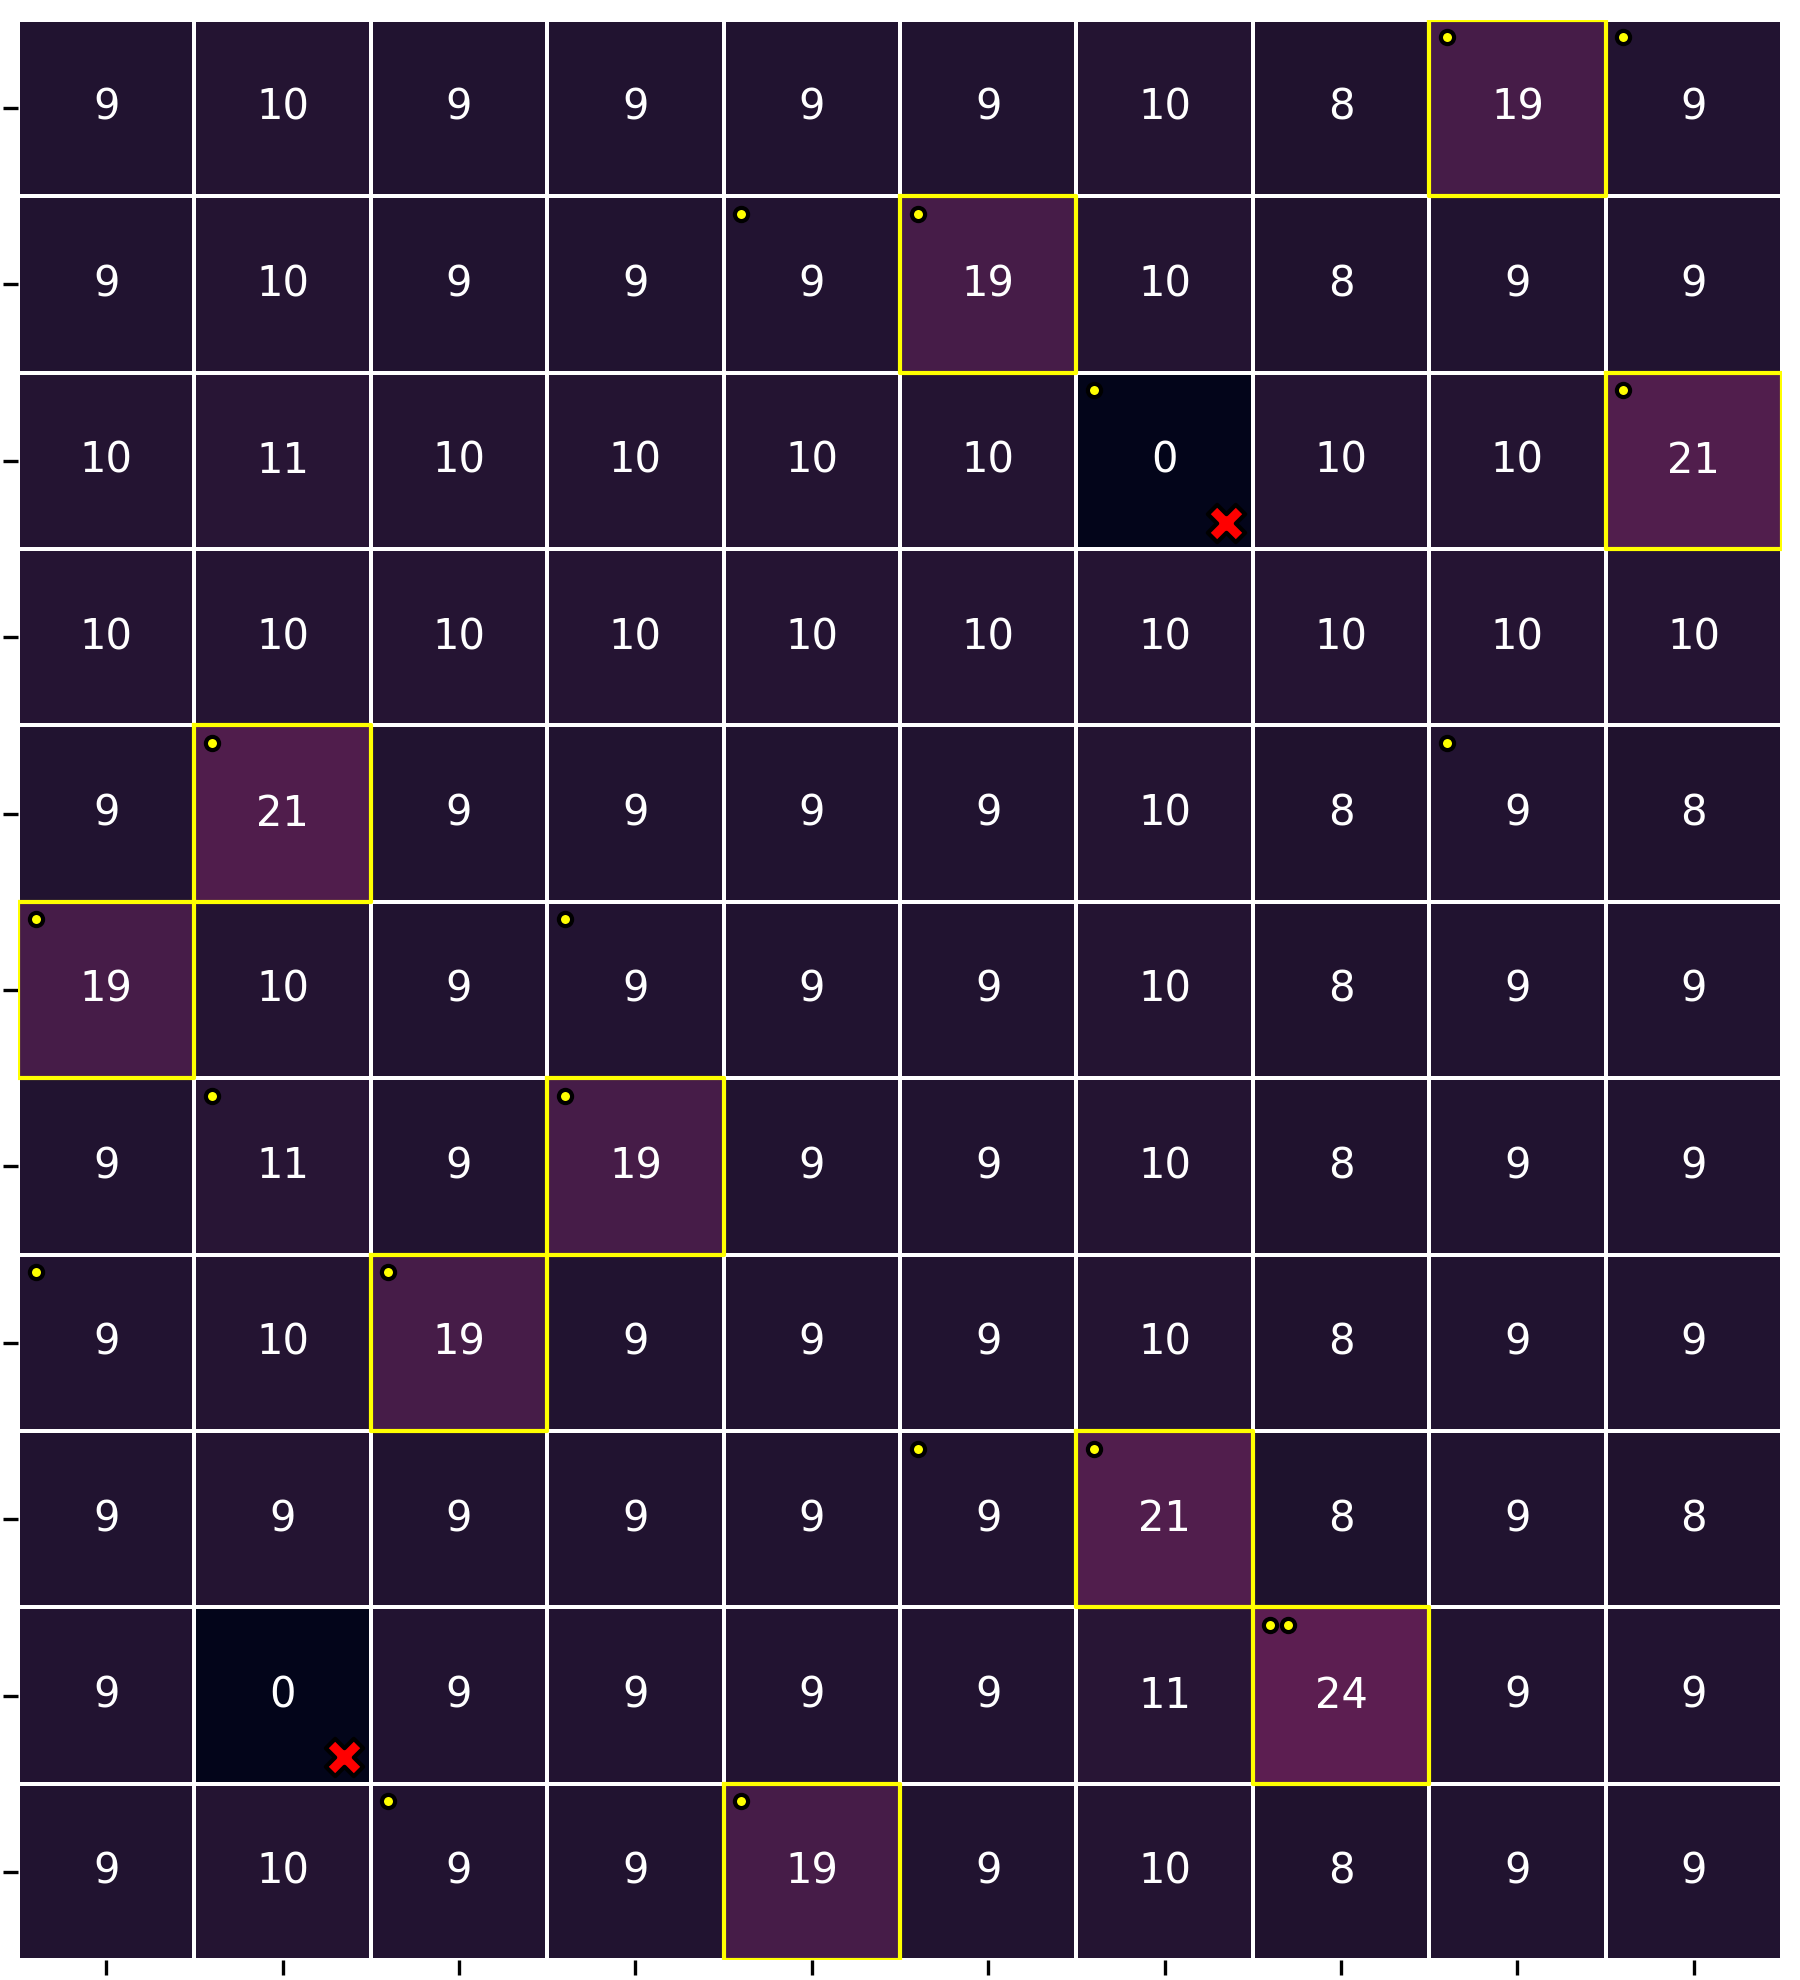 9 10 9 9 9 9 10 8 19 9
9 10 9 9 9 19 10 8 9 9
10 11 10 10 10 10 0 10 10 21
10 10 10 10 10 10 10 10 10 10
9 21 9 9 9 9 10 8 9 8
19 10 9 9 9 9 10 8 9 9
9 11 9 19 9 9 10 8 9 9
9 10 19 9 9 9 10 8 9 9
9 9 9 9 9 9 21 8 9 8
9 0 9 9 9 9 11 24 9 9
9 10 9 9 19 9 10 8 9 9